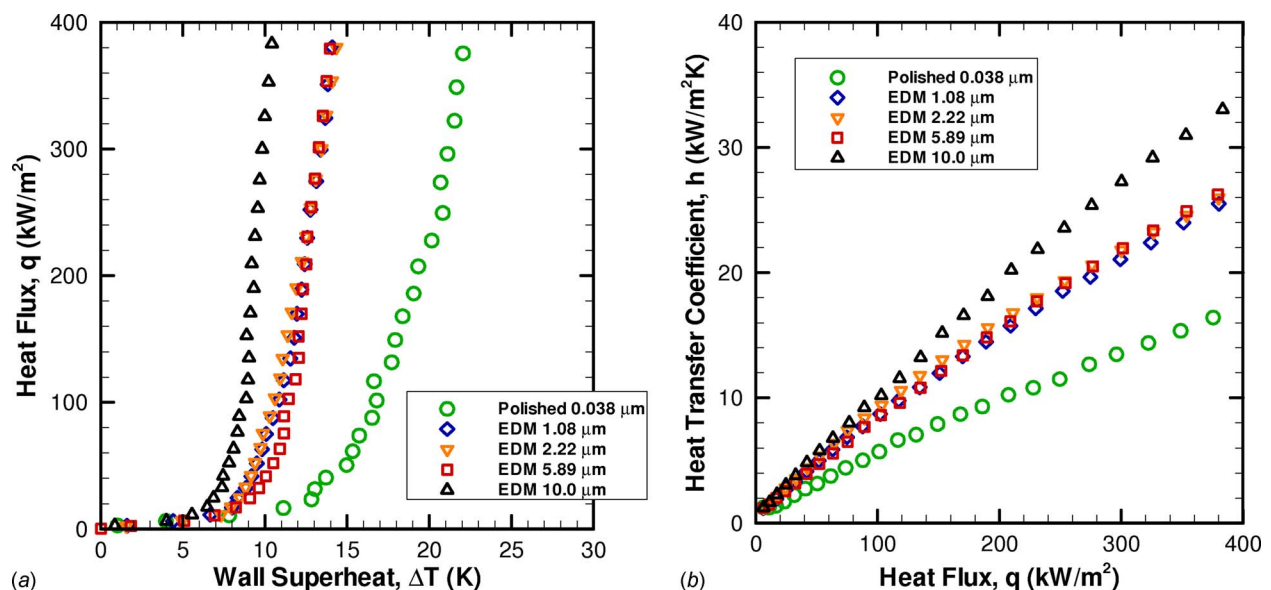 400
300
200
100
0
Heat Flux, q (kW/m²)
0 5 10 15 20 25 30
Wall Superheat, ΔT (K)
(a)
Polished 0.038 μm
EDM 1.08 μm
EDM 2.22 μm
EDM 5.89 μm
EDM 10.0 μm
40
30
20
10
0
Heat Transfer Coefficient, h (kW/m²K)
0 100 200 300 400
Heat Flux, q (kW/m²)
(b)
Polished 0.038 μm
EDM 1.08 μm
EDM 2.22 μm
EDM 5.89 μm
EDM 10.0 μm